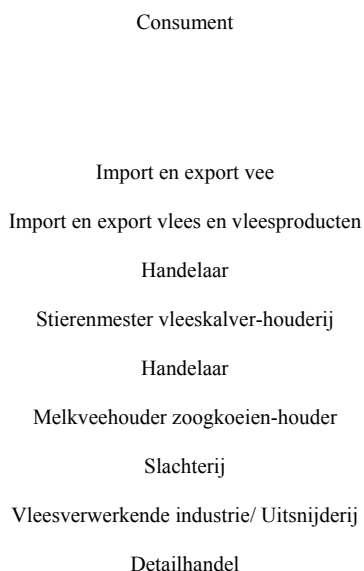 Consument
Import en export vee
Import en export vlees en vleesproducten
Handelaar
Stierenmester vleeskalver-houderij
Handelaar
Melkveehouder zoogkoeien-houder
Slachterij
Vleesverwerkende industrie/ Uitsnijderij
Detailhandel